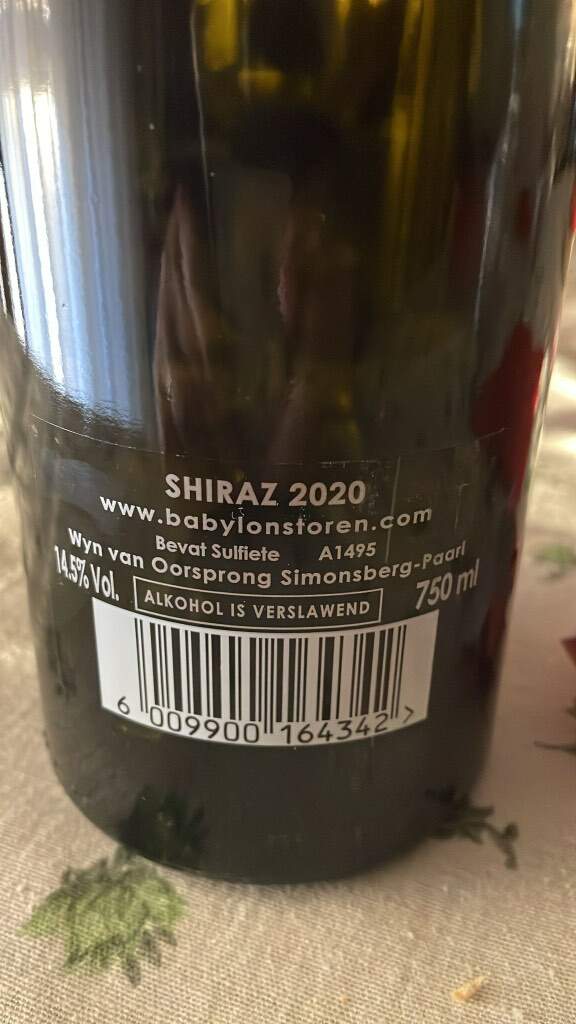 SHIRAZ 2020
www.babylonstoren.com
Bevat Sulfiete A1495
Wyn van Oorsprong Simonsberg-Paarl
14.5% Vol. ALKOHOL IS VERSLAWEND 750 ml
6 009900 164342 >